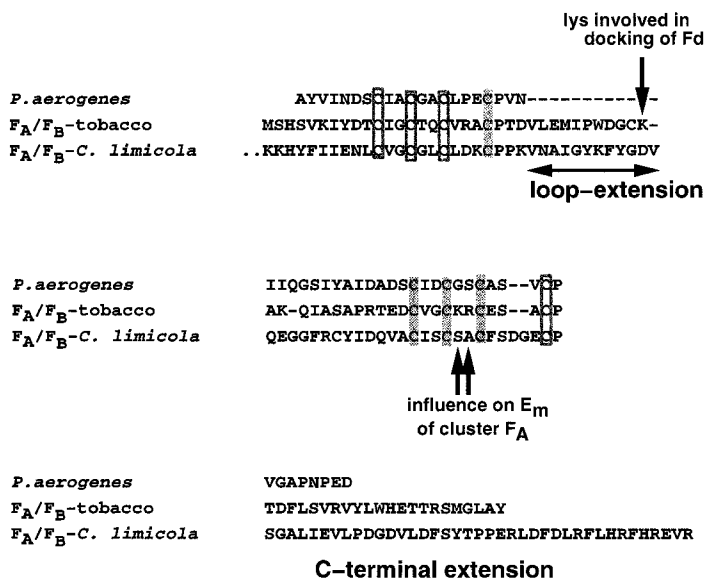 lys involved in
docking of Fd
P.aerogenes AYVINDSCIACGACLPECPVN-------------
FA/FB-tobacco MSHSVKIYDTCIGCTQCVRACPTDVLEMIPWDGCK-
FA/FB-C. limicola ..KKHYFIIENLCVGCGLCLDKCPPKVNAIGYKFYGDV
loop-extension
P.aerogenes IIQGSIYAIDADSCIDCGSCAS--VCP
FA/FB-tobacco AK-QIASAPRTEDCVGCKRCES--ACP
FA/FB-C. limicola QEGGFRCYIDQVACISCSACFSDGECP
influence on Em
of cluster FA
P.aerogenes VGAPNPED
FA/FB-tobacco TDFLSVRVYLWHETTRSMGLAY
FA/FB-C. limicola SGALIEVLPDGDVLDFSYTPPERLDFDLRFLHRFHREVR
C-terminal extension